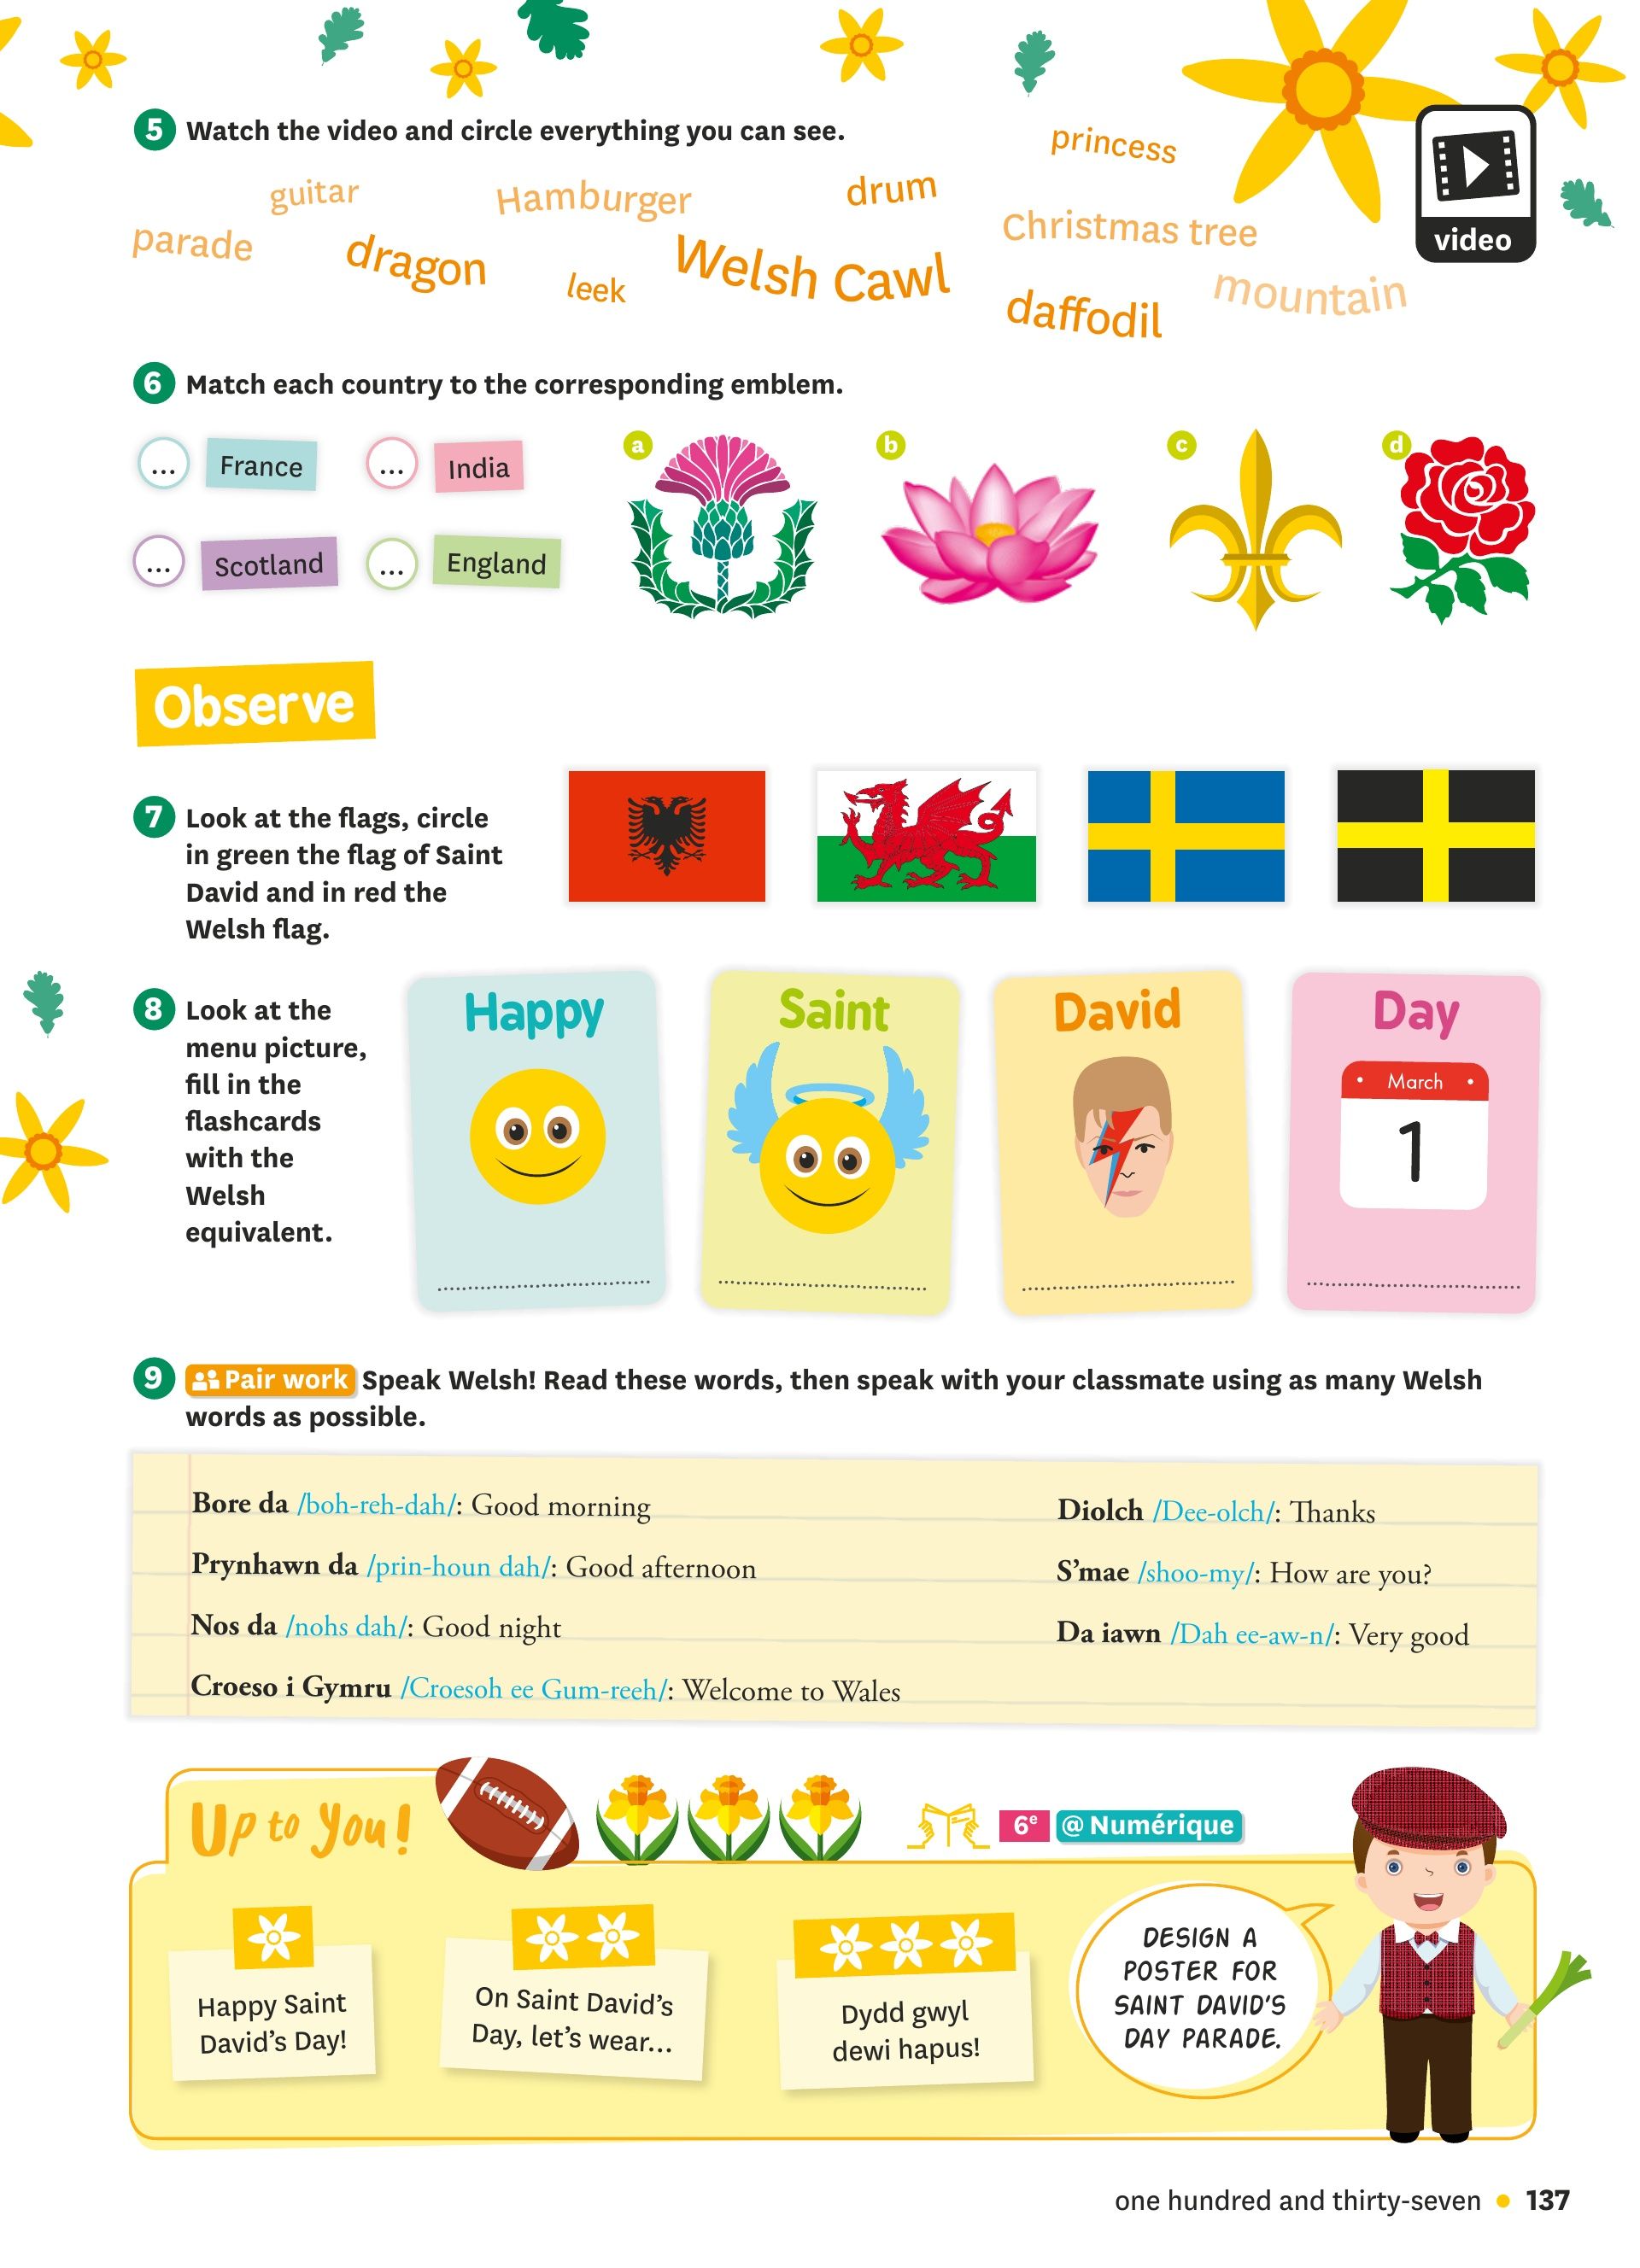 5 Watch the video and circle everything you can see.
princess
guitar
Hamburger
drum
parade
dragon
leek
Welsh Cawl
Christmas tree
daffodil
mountain
video
6 Match each country to the corresponding emblem.
... France
... India
... Scotland
... England
a
b
c
d
Observe
7 Look at the flags, circle
in green the flag of Saint
David and in red the
Welsh flag.
8 Look at the
menu picture,
fill in the
flashcards
with the
Welsh
equivalent.
Happy
Saint
David
Day
March
1
9 Pair work Speak Welsh! Read these words, then speak with your classmate using as many Welsh
words as possible.
Bore da /boh-reh-dah/: Good morning
Prynhawn da /prin-houn dah/: Good afternoon
Nos da /nohs dah/: Good night
Croeso i Gymru /Croesoh ee Gum-reeh/: Welcome to Wales
Diolch /Dee-olch/: Thanks
S'mae /shoo-my/: How are you?
Da iawn /Dah ee-aw-n/: Very good
Up to You!
6e @ Numérique
Happy Saint
David's Day!
On Saint David's
Day, let's wear...
Dydd gwyl
dewi hapus!
DESIGN A
POSTER FOR
SAINT DAVID'S
DAY PARADE.
one hundred and thirty-seven • 137